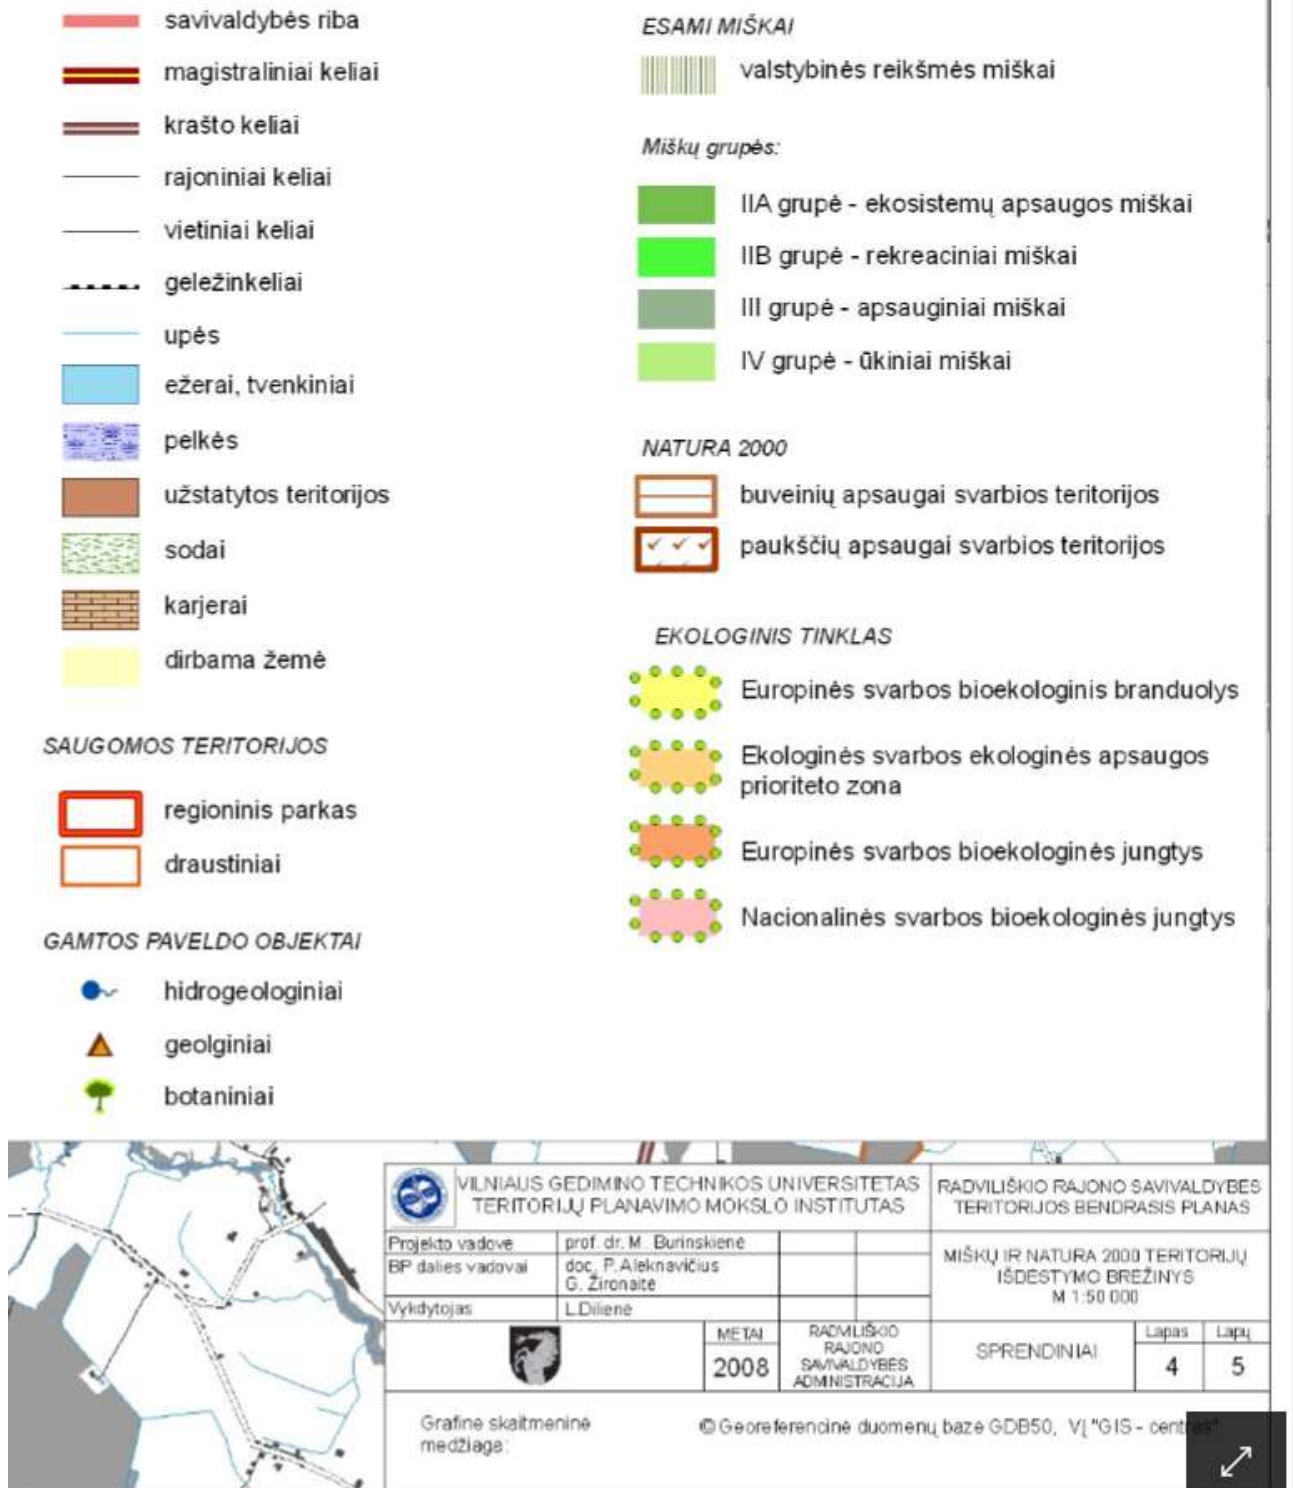 savivaldybės riba
magistraliniai keliai
krašto keliai
rajoniniai keliai
vietiniai keliai
geležinkeliai
upės
ežerai, tvenkiniai
pelkės
užstatytos teritorijos
sodai
karjerai
dirbama žemė
SAUGOMOS TERITORIJOS
regioninis parkas
draustiniai
GAMTOS PAVELDO OBJEKTAI
hidrogeologiniai
geolginiai
botaniniai
ESAMI MIŠKAI
valstybinės reikšmės miškai
Miškų grupės:
IIA grupė - ekosistemų apsaugos miškai
IIB grupė - rekreaciniai miškai
III grupė - apsauginiai miškai
IV grupė - ūkiniai miškai
NATURA 2000
buveinių apsaugai svarbios teritorijos
paukščių apsaugai svarbios teritorijos
EKOLOGINIS TINKLAS
Europinės svarbos bioekologinis branduolys
Ekologinės svarbos ekologinės apsaugos
prioriteto zona
Europinės svarbos bioekologinės jungtys
Nacionalinės svarbos bioekologinės jungtys
VILNIAUS GEDIMINO TECHNIKOS UNIVERSITETAS
TERITORIJŲ PLANAVIMO MOKSLO INSTITUTAS
RADVILIŠKIO RAJONO SAVIVALDYBĖS
TERITORIJOS BENDRASIS PLANAS
Projekto vadovė prof. dr. M. Burinskienė
BP dalies vadovai doc. P.Aleknavičius
G. Žironaitė
Vykdytojas L.Dilienė
MIŠKŲ IR NATURA 2000 TERITORIJŲ
IŠDĖSTYMO BRĖŽINYS
M 1:50 000
METAI
2008
RADVILIŠKIO
RAJONO
SAVIVALDYBĖS
ADMINISTRACIJA
SPRENDINIAI
Lapas Lapų
4 5
Grafinė skaitmeninė
medžiaga:
© Georeferencinė duomenų bazė GDB50, VĮ "GIS - centras"